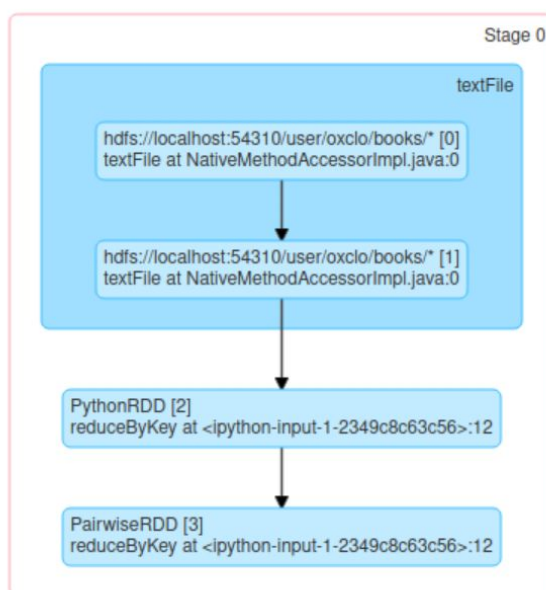 Stage 0
textFile
hdfs://localhost:54310/user/oxclo/books/* [0]
textFile at NativeMethodAccessorImpl.java:0
hdfs://localhost:54310/user/oxclo/books/* [1]
textFile at NativeMethodAccessorImpl.java:0
PythonRDD [2]
reduceByKey at <ipython-input-1-2349c8c63c56>:12
PairwiseRDD [3]
reduceByKey at <ipython-input-1-2349c8c63c56>:12